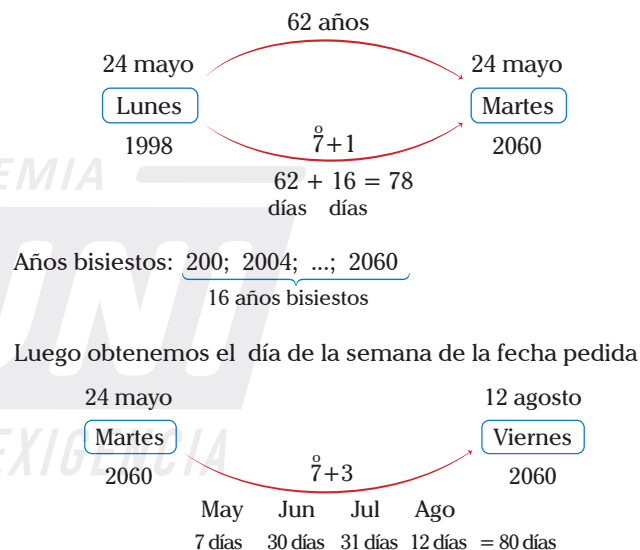 62 años
24 mayo 24 mayo
Lunes Martes
1998 2060
7° + 1
62 + 16 = 78
días días
EMIA
Años bisiestos: 200; 2004; ...; 2060
16 años bisiestos
UNI
Luego obtenemos el día de la semana de la fecha pedida
24 mayo 12 agosto
Martes Viernes
EXIGENCIA
2060 2060
7° + 3
May Jun Jul Ago
7 días 30 días 31 días 12 días = 80 días